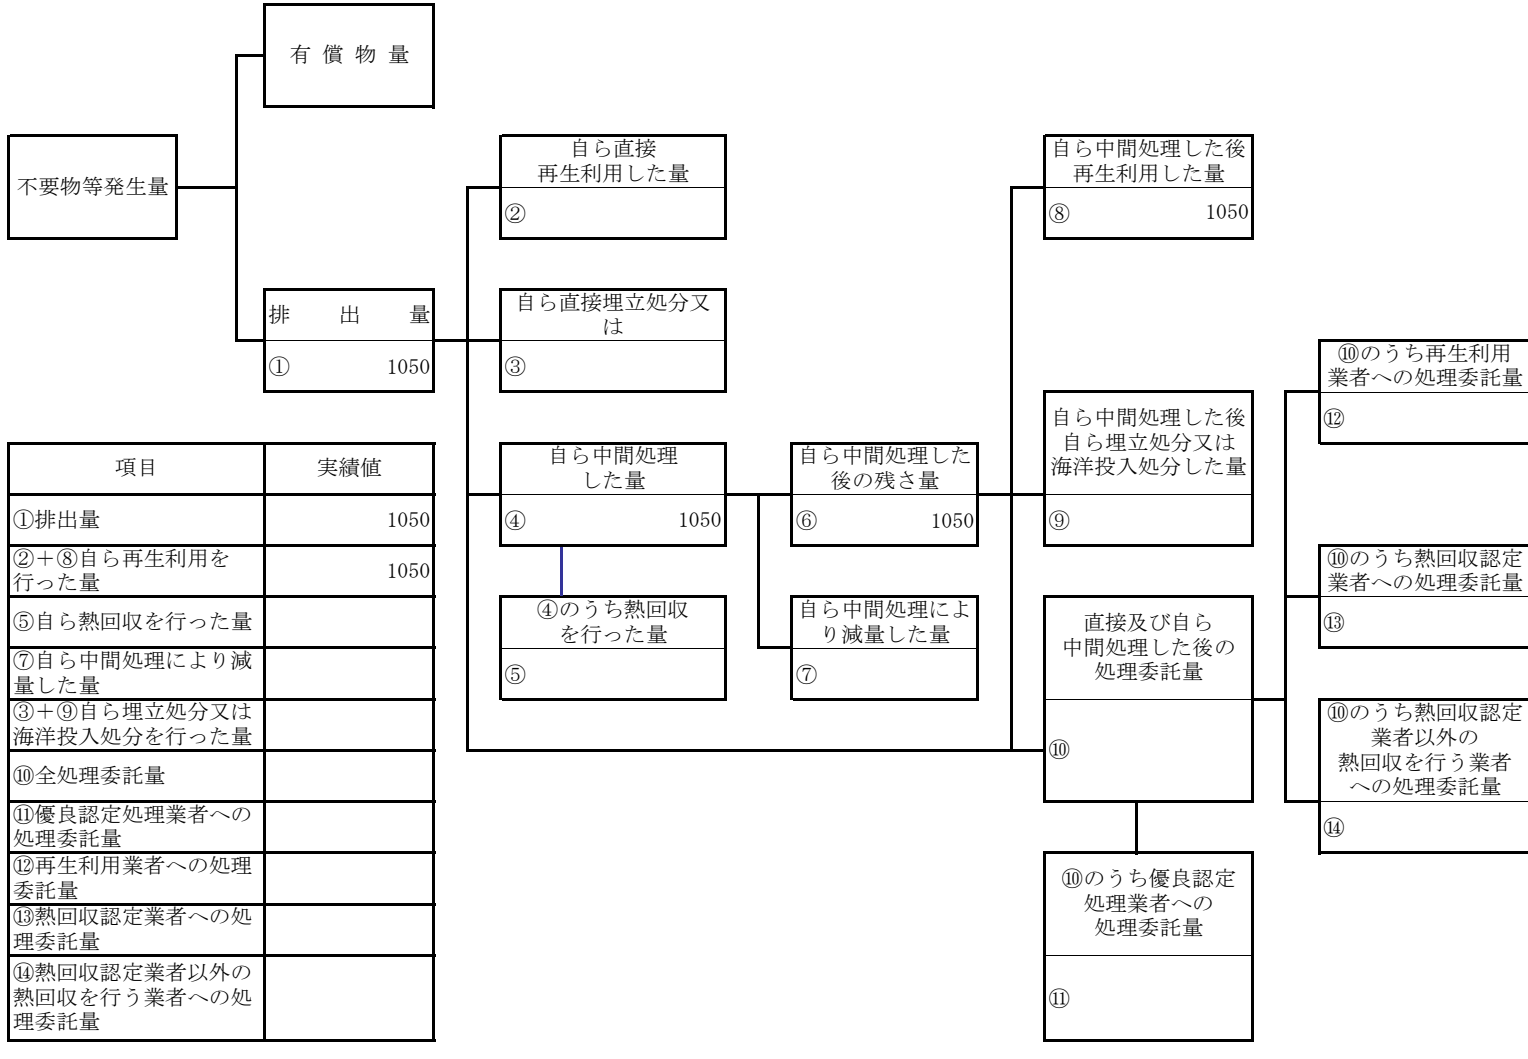 有 償 物 量
不要物等発生量
自ら直接
再生利用した量
②
自ら中間処理した後
再生利用した量
⑧ 1050
排 出 量
① 1050
自ら直接埋立処分又
は
③
⑩のうち再生利用
業者への処理委託量
⑫
自ら中間処理
した量
④ 1050
自ら中間処理した
後の残さ量
⑥ 1050
自ら中間処理した後
自ら埋立処分又は
海洋投入処分した量
⑨
⑩のうち熱回収認定
業者への処理委託量
⑬
④のうち熱回収
を行った量
⑤
自ら中間処理によ
り減量した量
⑦
直接及び自ら
中間処理した後の
処理委託量
⑩
⑩のうち熱回収認定
業者以外の
熱回収を行う業者
への処理委託量
⑭
⑩のうち優良認定
処理業者への
処理委託量
⑪
項目 実績値
①排出量 1050
②＋⑧自ら再生利用を
行った量 1050
⑤自ら熱回収を行った量
⑦自ら中間処理により減
量した量
③＋⑨自ら埋立処分又は
海洋投入処分を行った量
⑩全処理委託量
⑪優良認定処理業者への
処理委託量
⑫再生利用業者への処理
委託量
⑬熱回収認定業者への処
理委託量
⑭熱回収認定業者以外の
熱回収を行う業者への処
理委託量